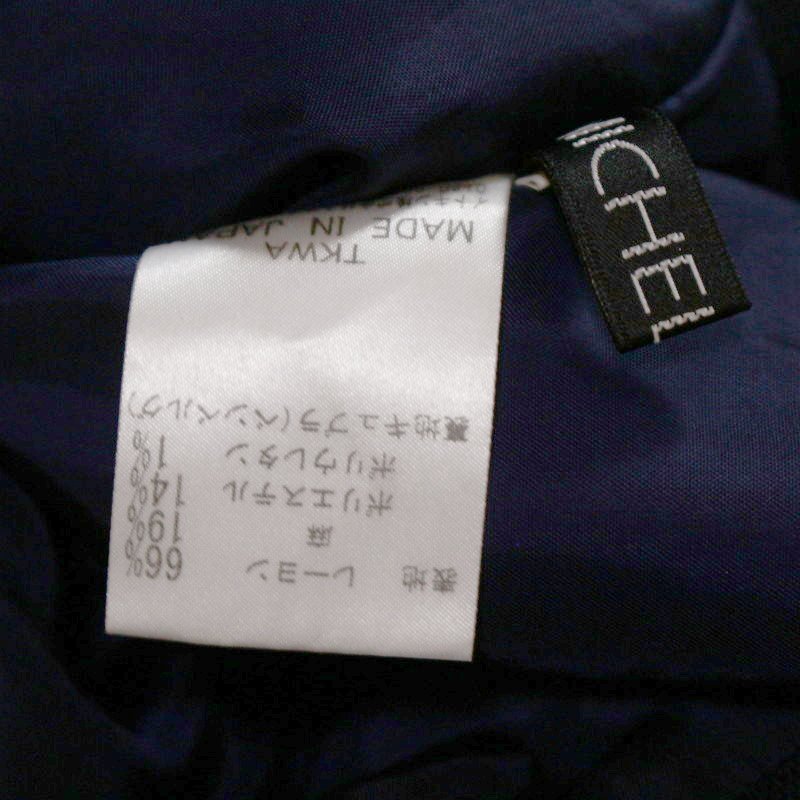 表地 レーヨン 66%
麻 19%
ポリエステル 14%
ポリウレタン 1%
裏地 キュプラ(ベンベルグ)
TKWA
MADE IN JAPA
CHE